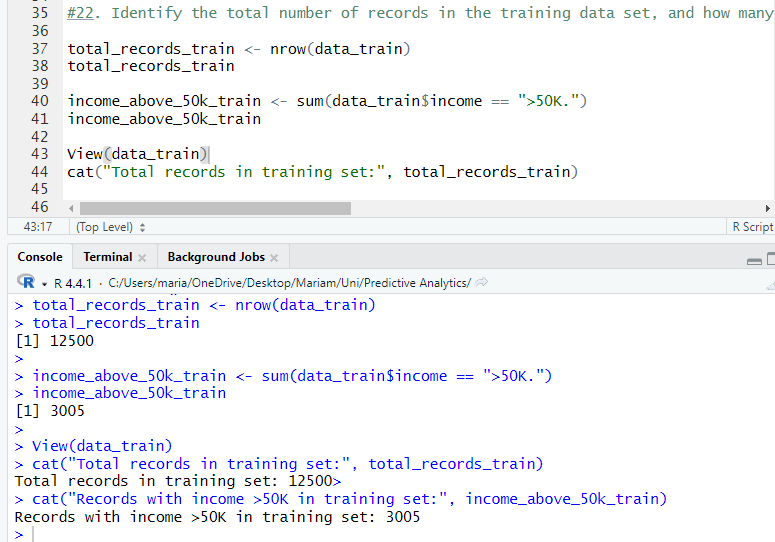 35 #22. Identify the total number of records in the training data set, and how many
36
37 total_records_train <- nrow(data_train)
38 total_records_train
39
40 income_above_50k_train <- sum(data_train$income == ">50K.")
41 income_above_50k_train
42
43 View(data_train)
44 cat("Total records in training set:", total_records_train)
45
46
43:17 (Top Level) R Script
Console Terminal Background Jobs
R R 4.4.1 · C:/Users/maria/OneDrive/Desktop/Mariam/Uni/Predictive Analytics/
> total_records_train <- nrow(data_train)
> total_records_train
[1] 12500
>
> income_above_50k_train <- sum(data_train$income == ">50K.")
> income_above_50k_train
[1] 3005
>
> View(data_train)
> cat("Total records in training set:", total_records_train)
Total records in training set: 12500>
> cat("Records with income >50K in training set:", income_above_50k_train)
Records with income >50K in training set: 3005
>